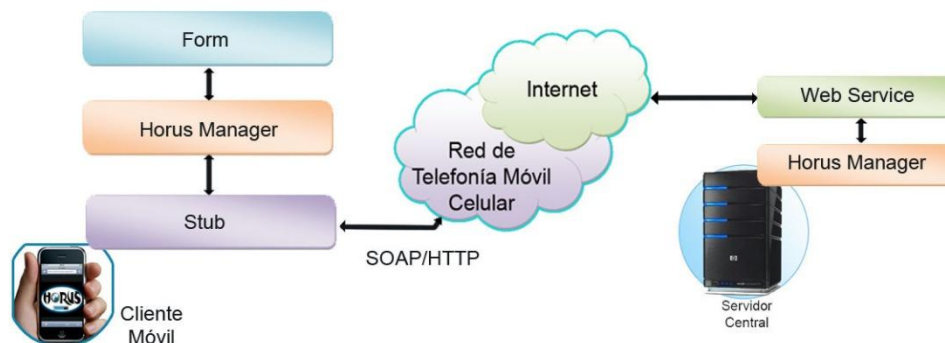 Form
Horus Manager
Stub
HORUS
Cliente
Móvil
SOAP/HTTP
Internet
Red de
Telefonía Móvil
Celular
Web Service
Horus Manager
Servidor
Central